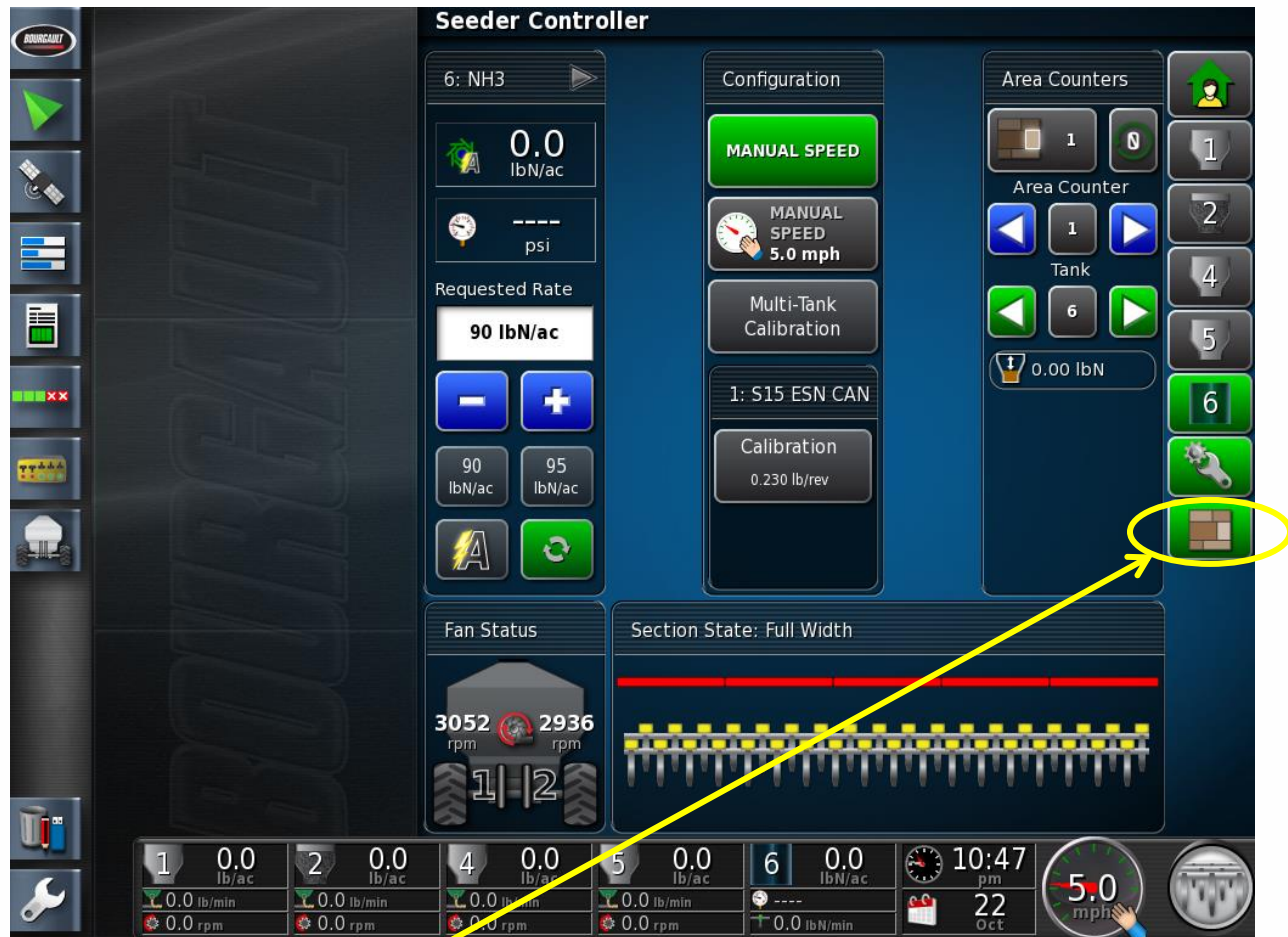 Seeder Controller
BOURGAULT
BOURGAULT
6: NH3
0.0
lbN/ac
----
psi
Requested Rate
90 lbN/ac
90
lbN/ac
95
lbN/ac
A
Configuration
MANUAL SPEED
MANUAL
SPEED
5.0 mph
Multi-Tank
Calibration
1: S15 ESN CAN
Calibration
0.230 lb/rev
Area Counters
1
0
Area Counter
1
Tank
6
0.00 lbN
1
2
4
5
6
Fan Status
3052
rpm
2936
rpm
1 2
Section State: Full Width
1 0.0
lb/ac
0.0 lb/min
0.0 rpm
2 0.0
lb/ac
0.0 lb/min
0.0 rpm
4 0.0
lb/ac
0.0 lb/min
0.0 rpm
5 0.0
lb/ac
0.0 lb/min
0.0 rpm
6 0.0
lbN/ac
----
0.0 lbN/min
10:47
pm
22
Oct
5.0
mph